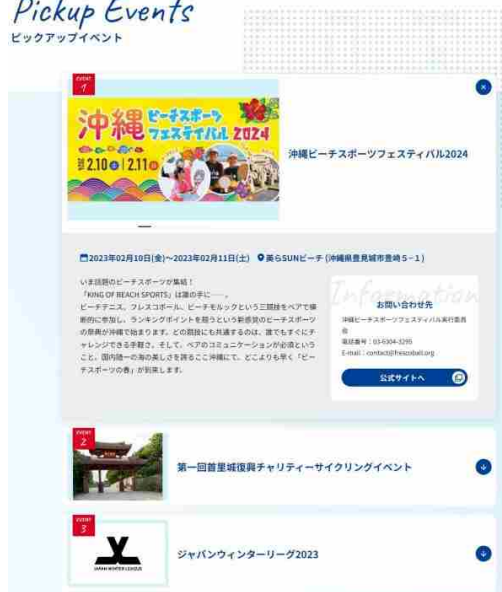 Pickup Events
ピックアップイベント
EVENT
1
沖縄 ビーチスポーツ
フェスティバル 2024
2.10 土 2.11 日
沖縄ビーチスポーツフェスティバル2024
2023年02月10日(金)～2023年02月11日(土) 美らSUNビーチ (沖縄県豊見城市豊崎５−１)
いま話題のビーチスポーツが集結！
「KING OF BEACH SPORTS」は誰の手に──。
ビーチテニス、フレスコボール、ビーチモルックという三競技をペアで横
断的に参加し、ランキングポイントを競うという新感覚のビーチスポーツ
の祭典が沖縄で始まります。どの競技にも共通するのは、誰でもすぐにチ
ャレンジできる手軽さ、そして、ペアのコミュニケーションが必須という
こと。国内随一の海の美しさを誇るここ沖縄にて、どこよりも早く「ビー
チスポーツの春」が到来します。
Information
お問い合わせ先
沖縄ビーチスポーツフェスティバル実行委員
会
電話番号：03-6304-3295
E-mail：contact@frescoball.org
公式サイトへ
EVENT
2
第一回首里城復興チャリティーサイクリングイベント
EVENT
3
JAPAN WINTER LEAGUE
ジャパンウィンターリーグ2023